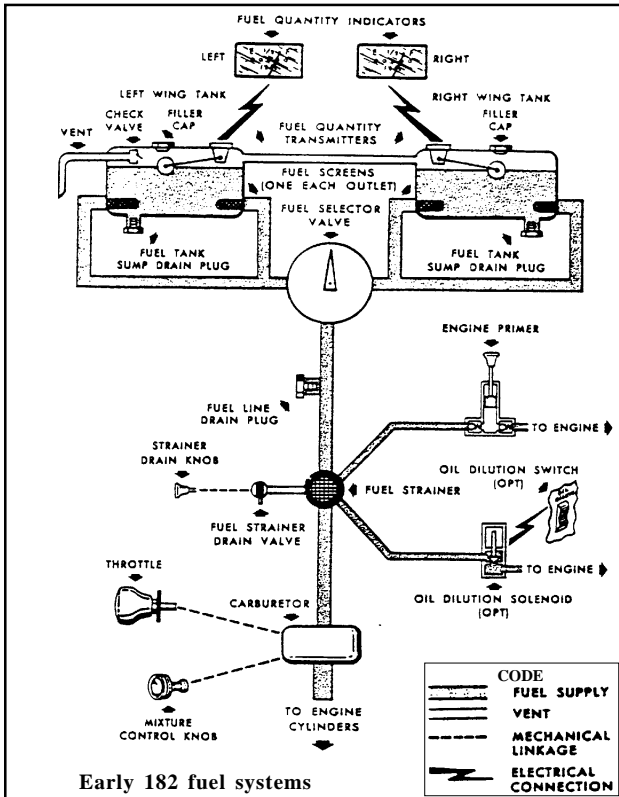 FUEL QUANTITY INDICATORS
LEFT
RIGHT
LEFT WING TANK
RIGHT WING TANK
CHECK
VALVE
FILLER
CAP
FILLER
CAP
VENT
FUEL QUANTITY
TRANSMITTERS
FUEL SCREENS
(ONE EACH OUTLET)
FUEL SELECTOR
VALVE
FUEL TANK
SUMP DRAIN PLUG
FUEL TANK
SUMP DRAIN PLUG
ENGINE PRIMER
FUEL LINE
DRAIN PLUG
TO ENGINE
STRAINER
DRAIN KNOB
OIL DILUTION SWITCH
(OPT)
FUEL STRAINER
FUEL STRAINER
DRAIN VALVE
THROTTLE
TO ENGINE
CARBURETOR
OIL DILUTION SOLENOID
(OPT)
MIXTURE
CONTROL KNOB
TO ENGINE
CYLINDERS
CODE
FUEL SUPPLY
VENT
MECHANICAL
LINKAGE
ELECTRICAL
CONNECTION
Early 182 fuel systems